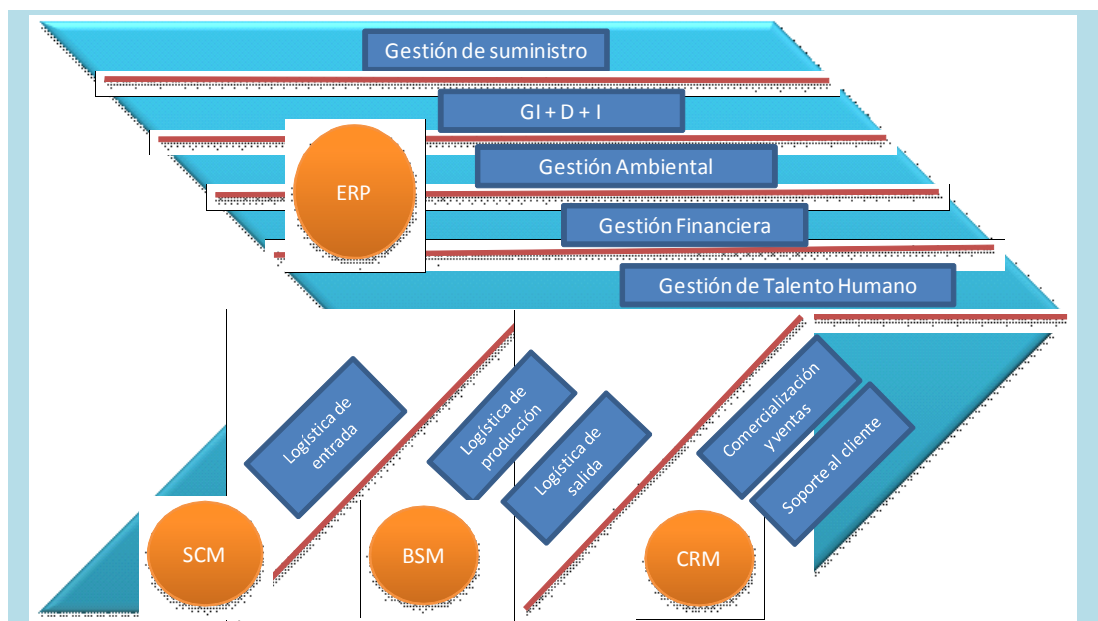 Gestión de suministro
GI + D + I
Gestión Ambiental
ERP
Gestión Financiera
Gestión de Talento Humano
Logística de
entrada
Logística de
producción
Logística de
salida
Comercialización
y ventas
Soporte al cliente
SCM
BSM
CRM